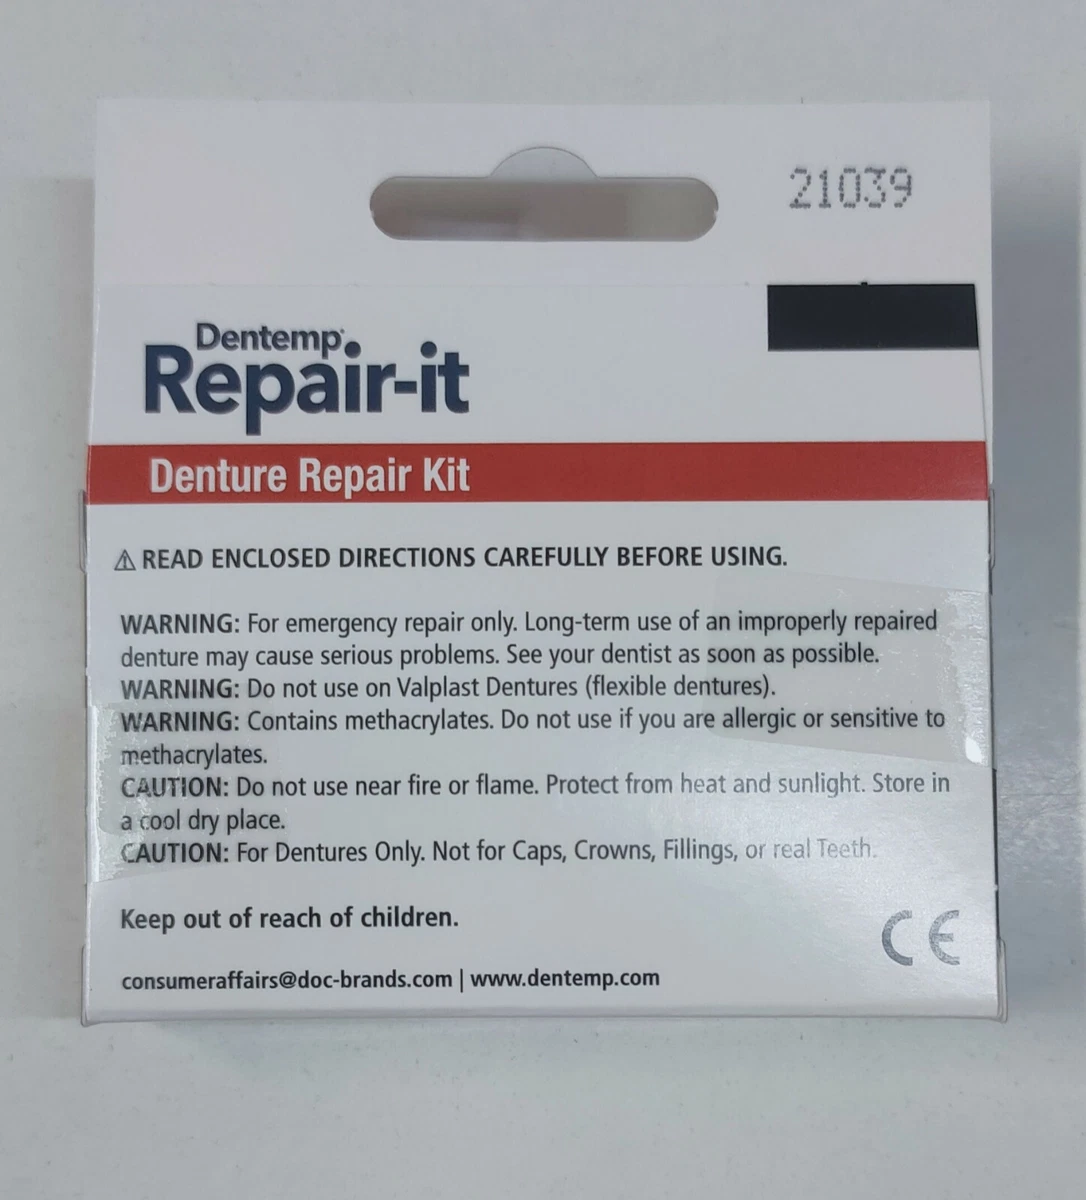 21039
Dentemp®
Repair-it
Denture Repair Kit
⚠ READ ENCLOSED DIRECTIONS CAREFULLY BEFORE USING.
WARNING: For emergency repair only. Long-term use of an improperly repaired
denture may cause serious problems. See your dentist as soon as possible.
WARNING: Do not use on Valplast Dentures (flexible dentures).
WARNING: Contains methacrylates. Do not use if you are allergic or sensitive to
methacrylates.
CAUTION: Do not use near fire or flame. Protect from heat and sunlight. Store in
a cool dry place.
CAUTION: For Dentures Only. Not for Caps, Crowns, Fillings, or real Teeth.
Keep out of reach of children.
CE
consumeraffairs@doc-brands.com | www.dentemp.com